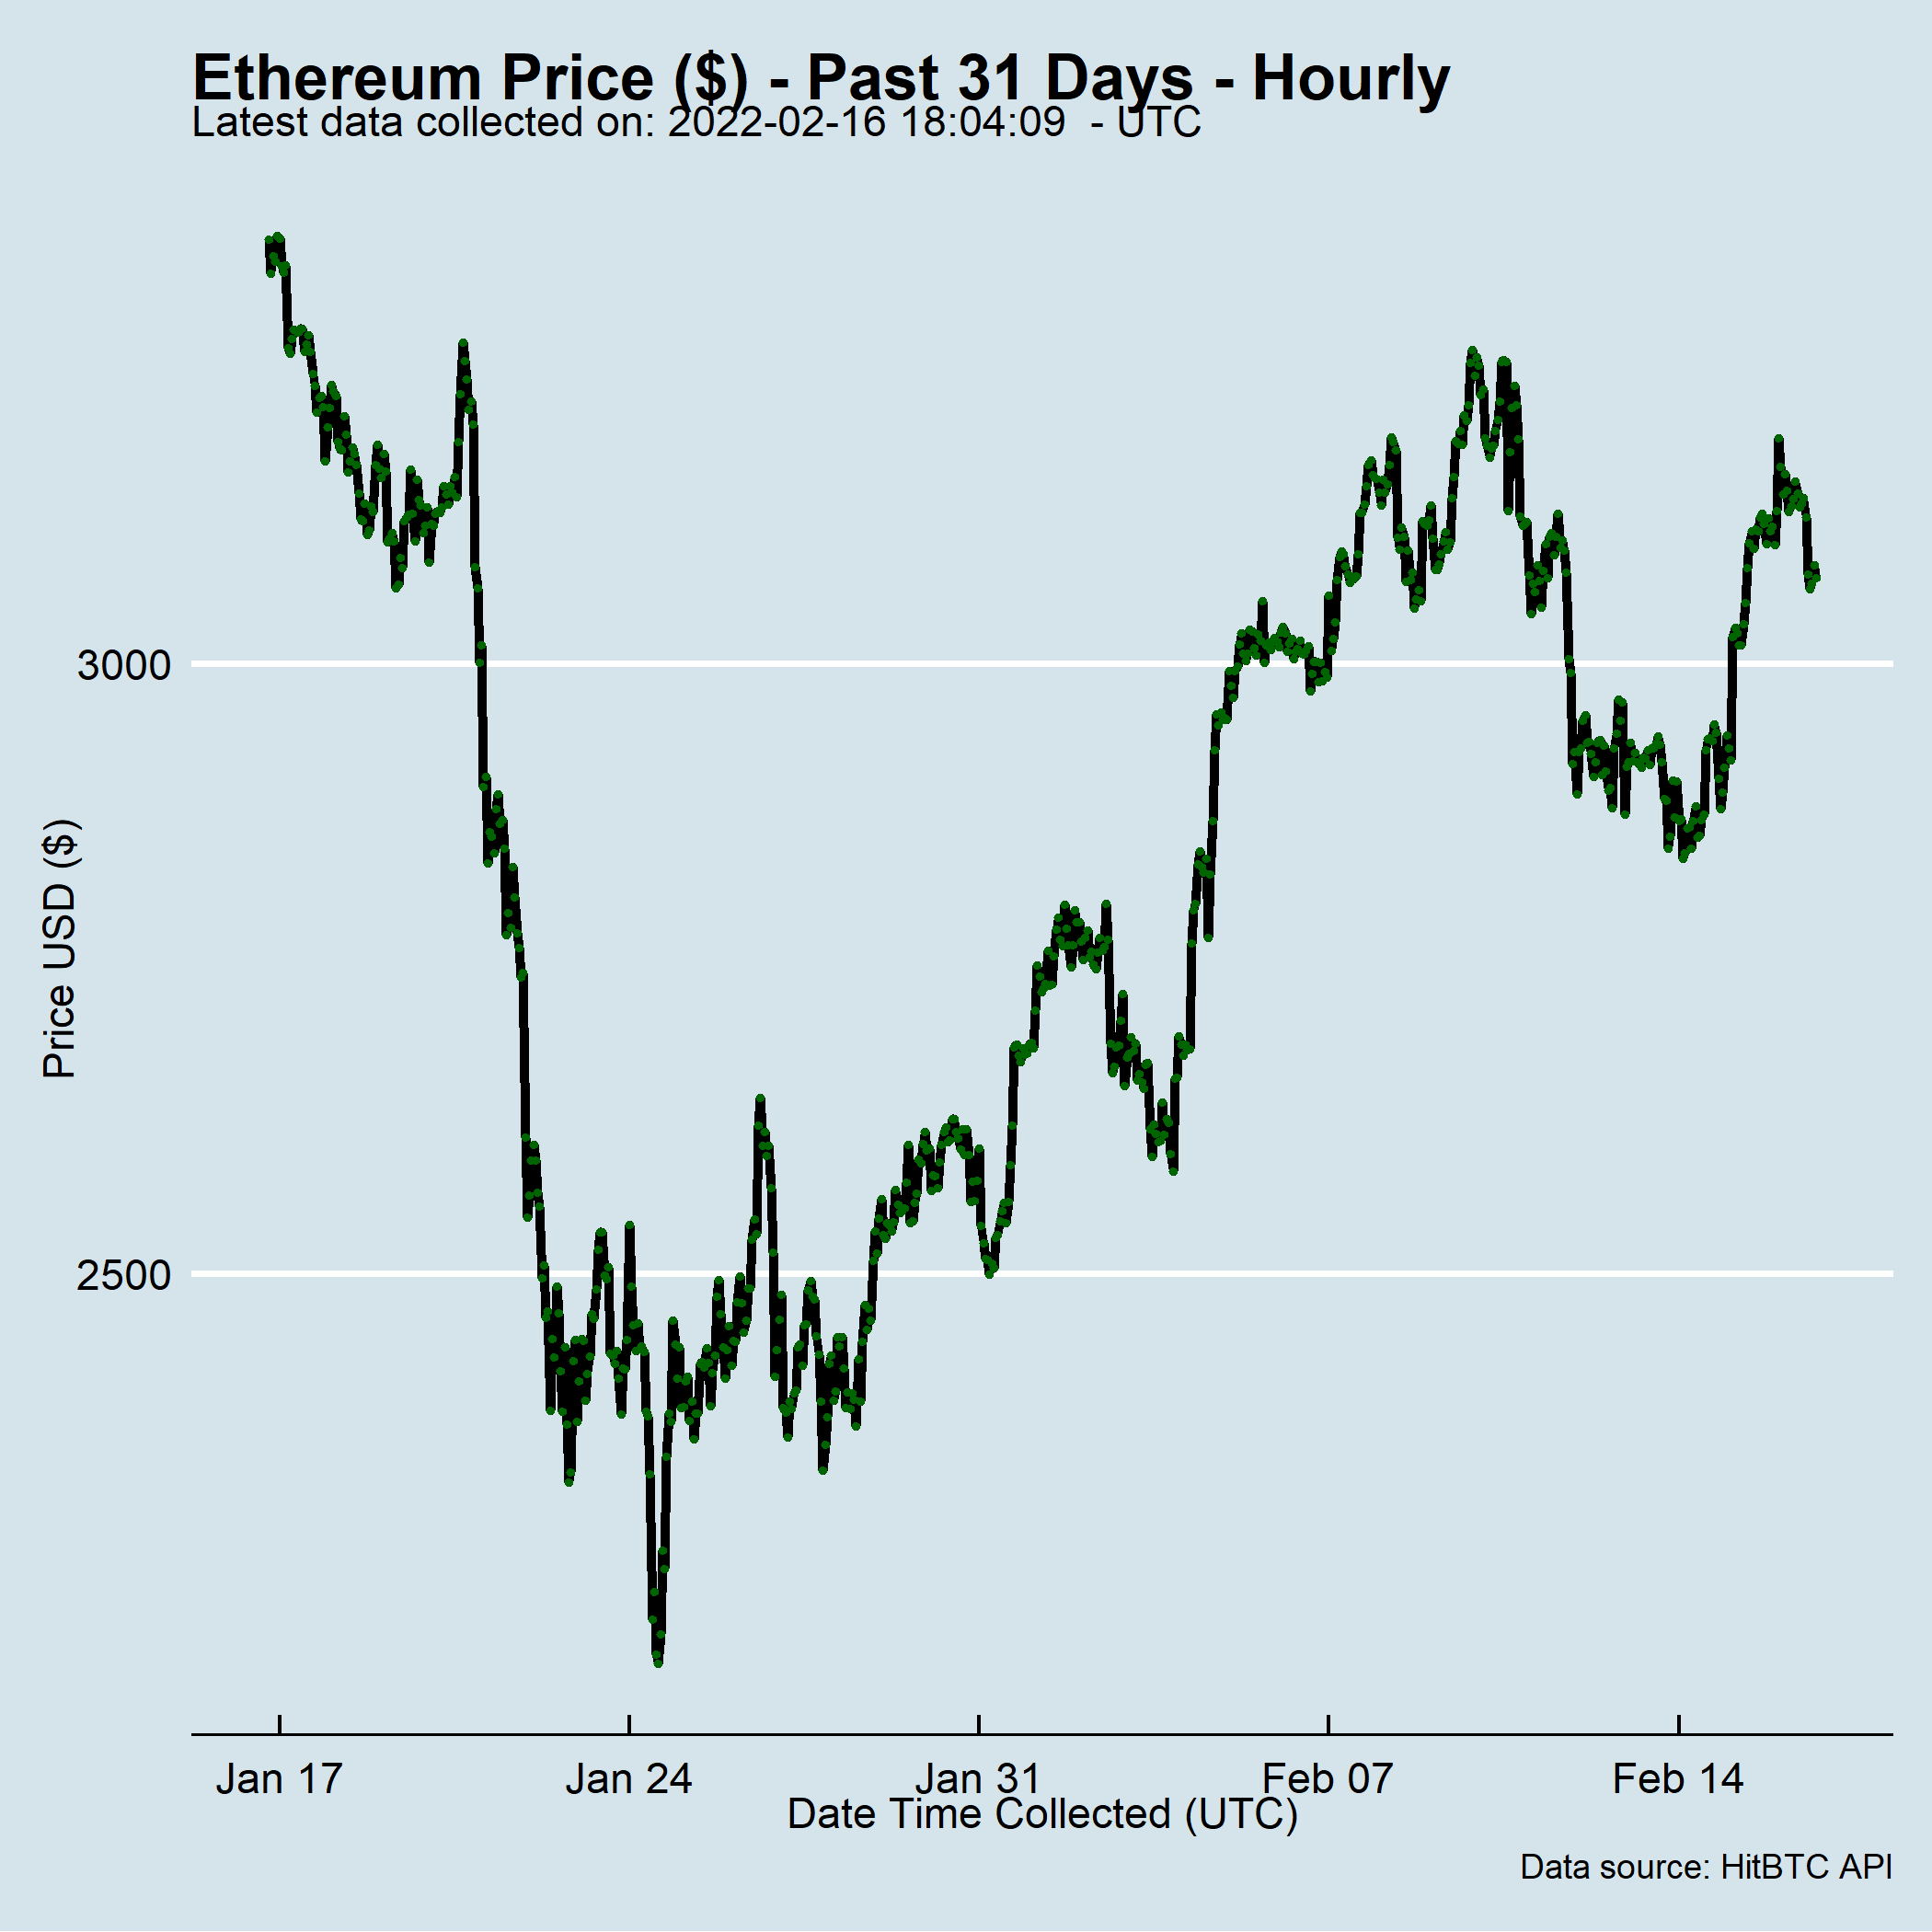 Ethereum Price ($) - Past 31 Days - Hourly
Latest data collected on: 2022-02-16 18:04:09  - UTC
3000
2500
Price USD ($)
Jan 17 Jan 24 Jan 31 Feb 07 Feb 14
Date Time Collected (UTC)
Data source: HitBTC API